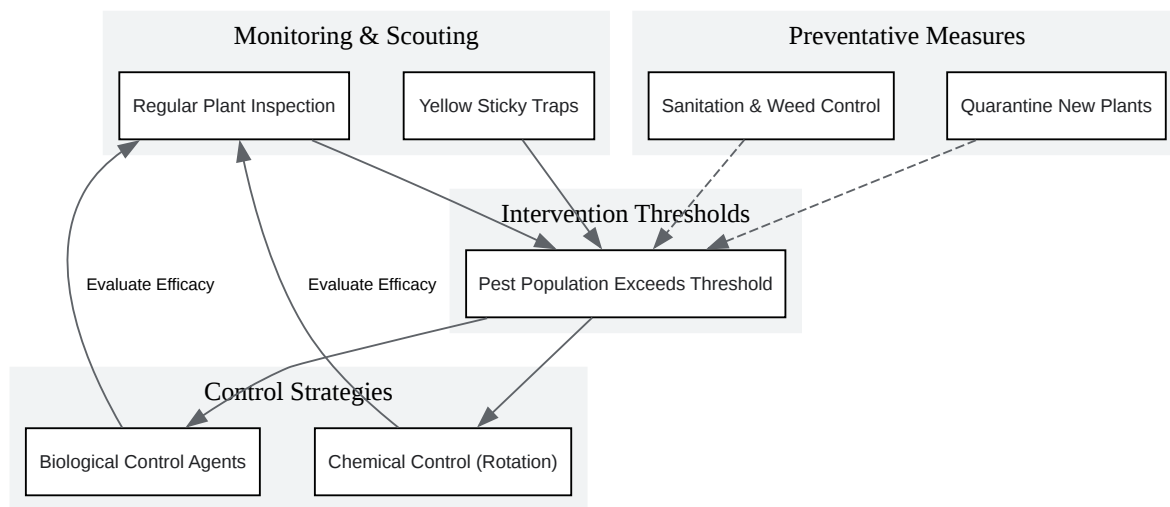 Monitoring & Scouting
Preventative Measures
Regular Plant Inspection
Yellow Sticky Traps
Sanitation & Weed Control
Quarantine New Plants
Intervention Thresholds
Pest Population Exceeds Threshold
Evaluate Efficacy
Evaluate Efficacy
Control Strategies
Biological Control Agents
Chemical Control (Rotation)